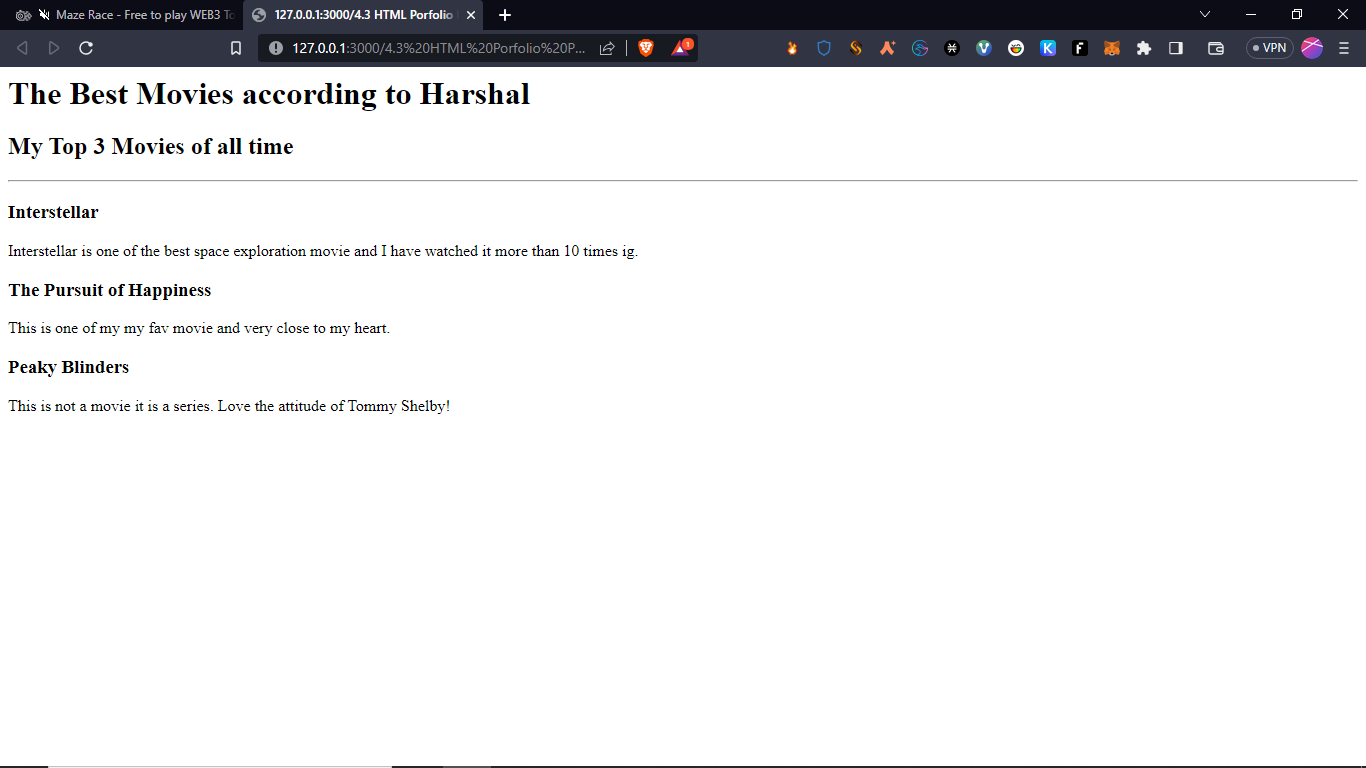 Maze Race - Free to play WEB3 To
127.0.0.1:3000/4.3 HTML Porfolio
127.0.0.1:3000/4.3%20HTML%20Porfolio%20P...
1
VPN
The Best Movies according to Harshal
My Top 3 Movies of all time
Interstellar
Interstellar is one of the best space exploration movie and I have watched it more than 10 times ig.
The Pursuit of Happiness
This is one of my my fav movie and very close to my heart.
Peaky Blinders
This is not a movie it is a series. Love the attitude of Tommy Shelby!